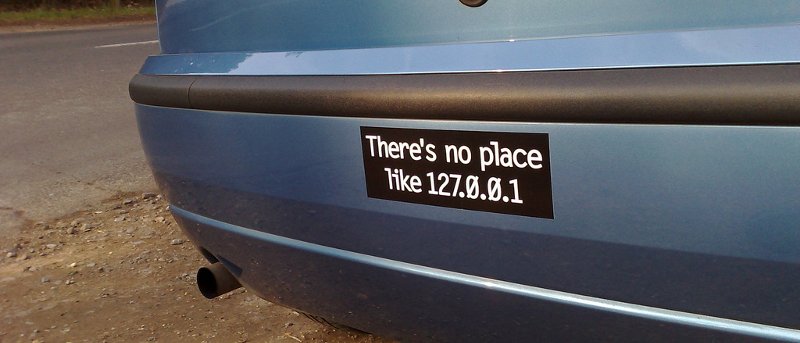 There's no place
like 127.0.0.1